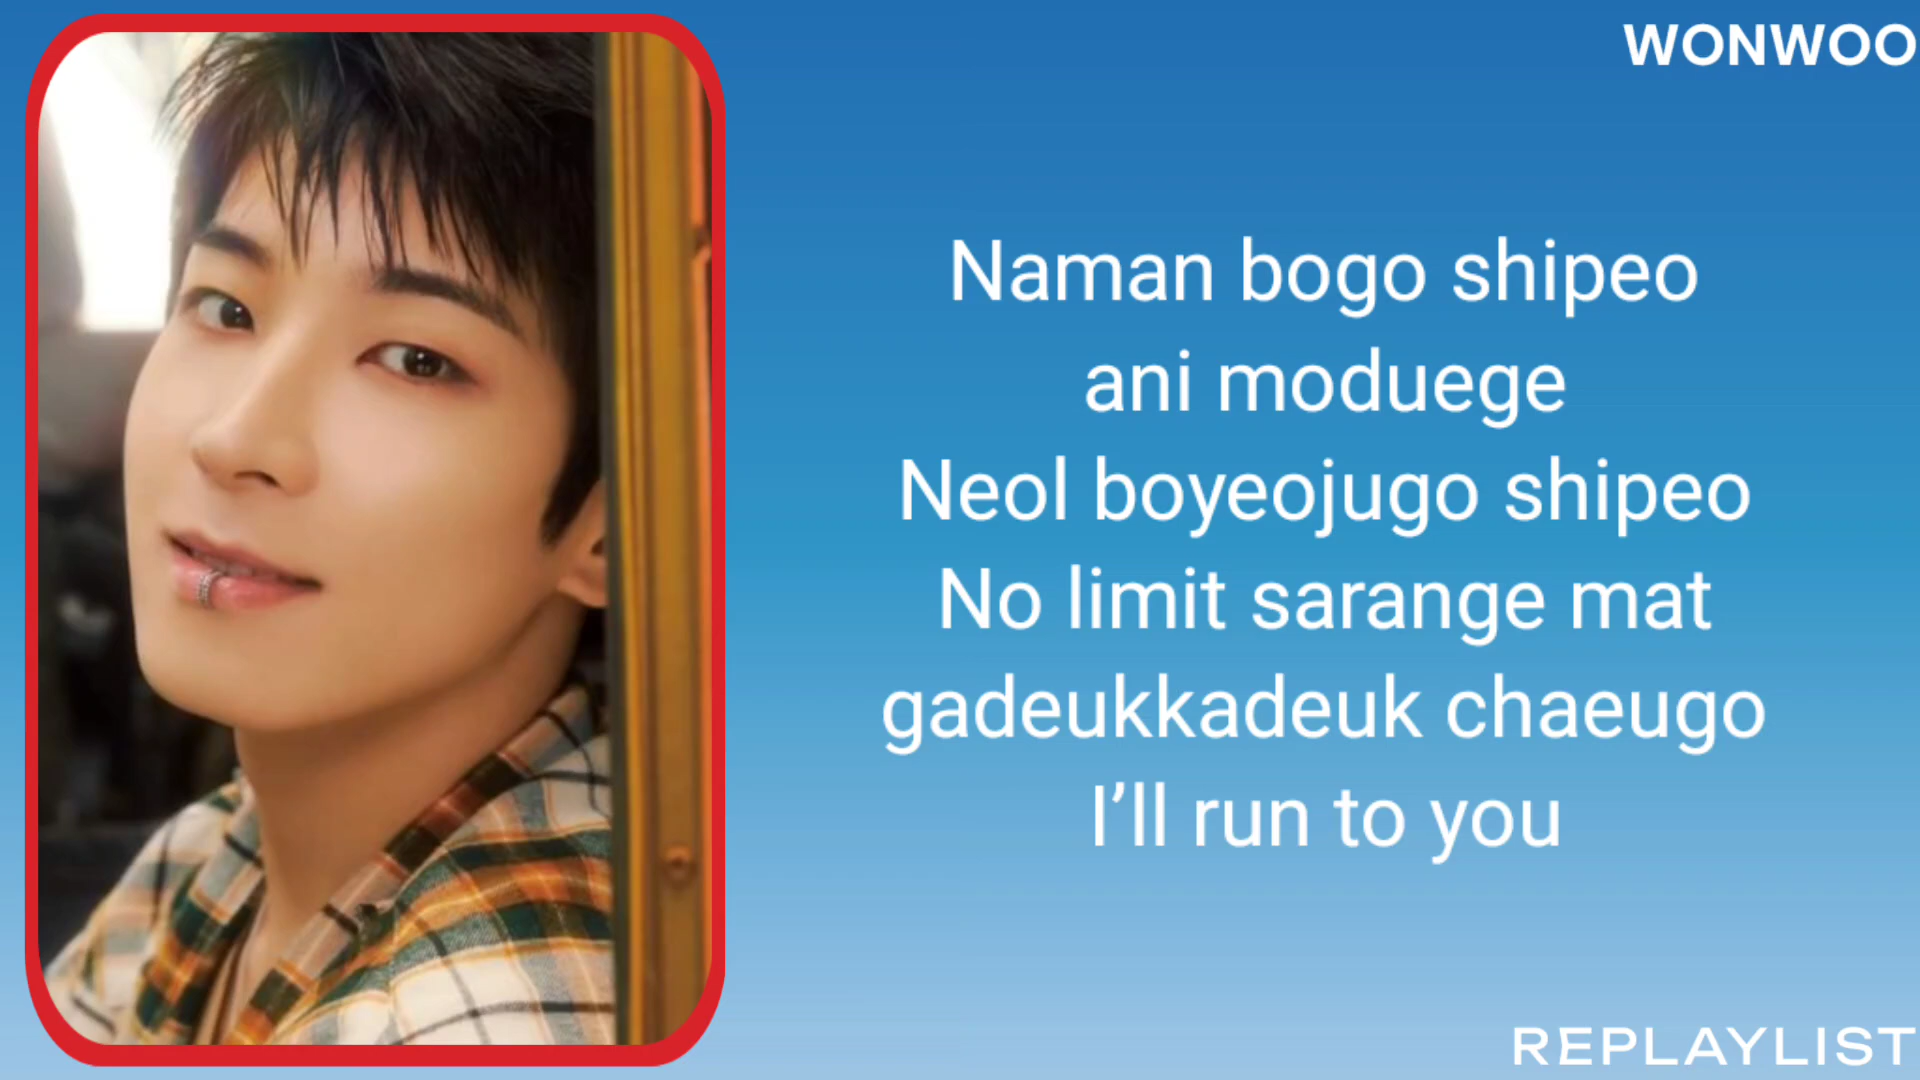 WONWOO
Naman bogo shipeo
ani moduege
Neol boyeojugo shipeo
No limit sarange mat
gadeukkadeuk chaeugo
I’ll run to you
REPLAYLIST